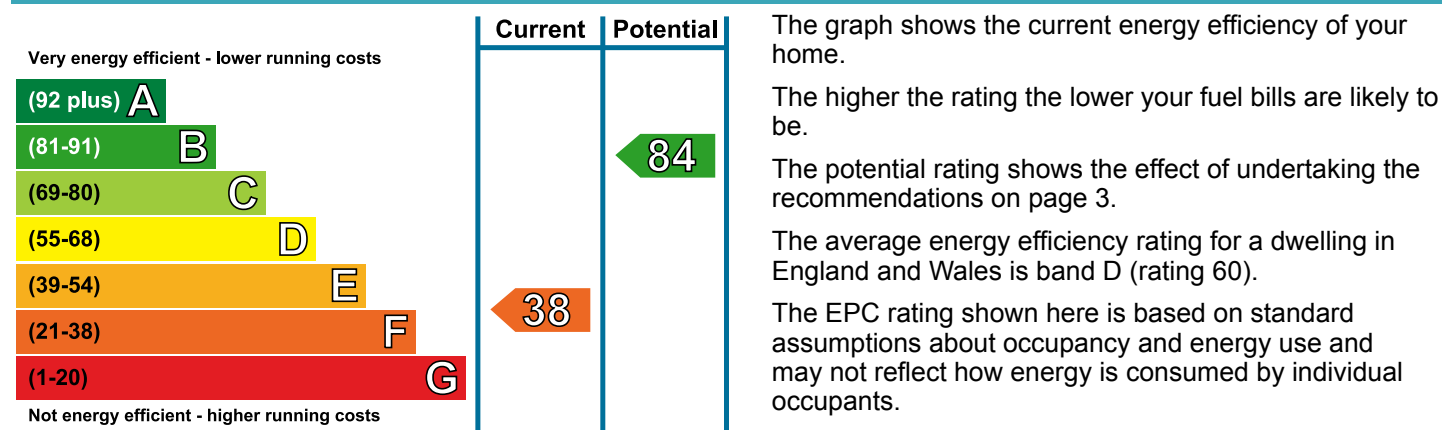 Current Potential
Very energy efficient - lower running costs
(92 plus) A
(81-91) B
84
(69-80) C
(55-68) D
(39-54) E
38
(21-38) F
(1-20) G
Not energy efficient - higher running costs
The graph shows the current energy efficiency of your
home.
The higher the rating the lower your fuel bills are likely to
be.
The potential rating shows the effect of undertaking the
recommendations on page 3.
The average energy efficiency rating for a dwelling in
England and Wales is band D (rating 60).
The EPC rating shown here is based on standard
assumptions about occupancy and energy use and
may not reflect how energy is consumed by individual
occupants.